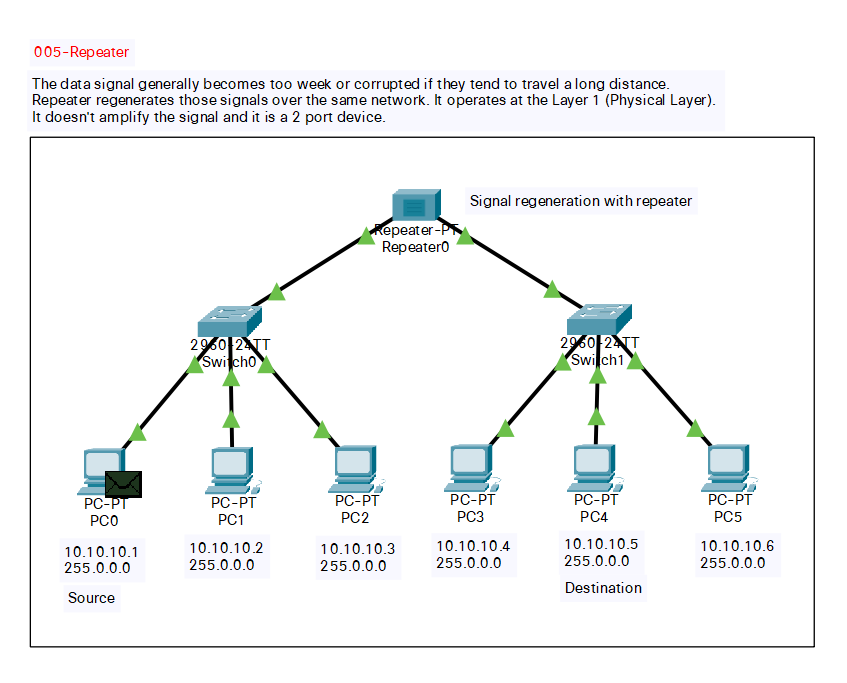 005-Repeater
The data signal generally becomes too week or corrupted if they tend to travel a long distance.
Repeater regenerates those signals over the same network. It operates at the Layer 1 (Physical Layer).
It doesn't amplify the signal and it is a 2 port device.
Signal regeneration with repeater
Repeater-PT
Repeater0
2960-24TT
Switch0
2960-24TT
Switch1
PC-PT
PC0
PC-PT
PC1
PC-PT
PC2
PC-PT
PC3
PC-PT
PC4
PC-PT
PC5
10.10.10.1
255.0.0.0
10.10.10.2
255.0.0.0
10.10.10.3
255.0.0.0
10.10.10.4
255.0.0.0
10.10.10.5
255.0.0.0
10.10.10.6
255.0.0.0
Source
Destination